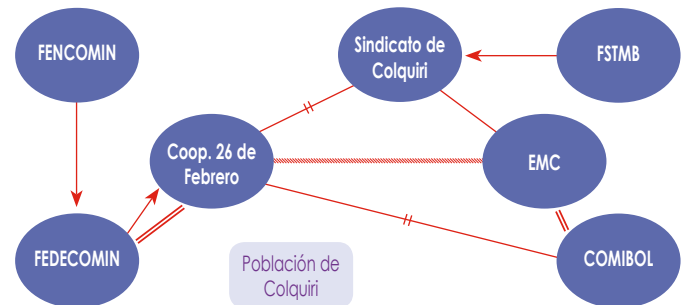 FENCOMIN
Sindicato de
Colquiri
FSTMB
Coop. 26 de
Febrero
EMC
FEDECOMIN
Población de
Colquiri
COMIBOL